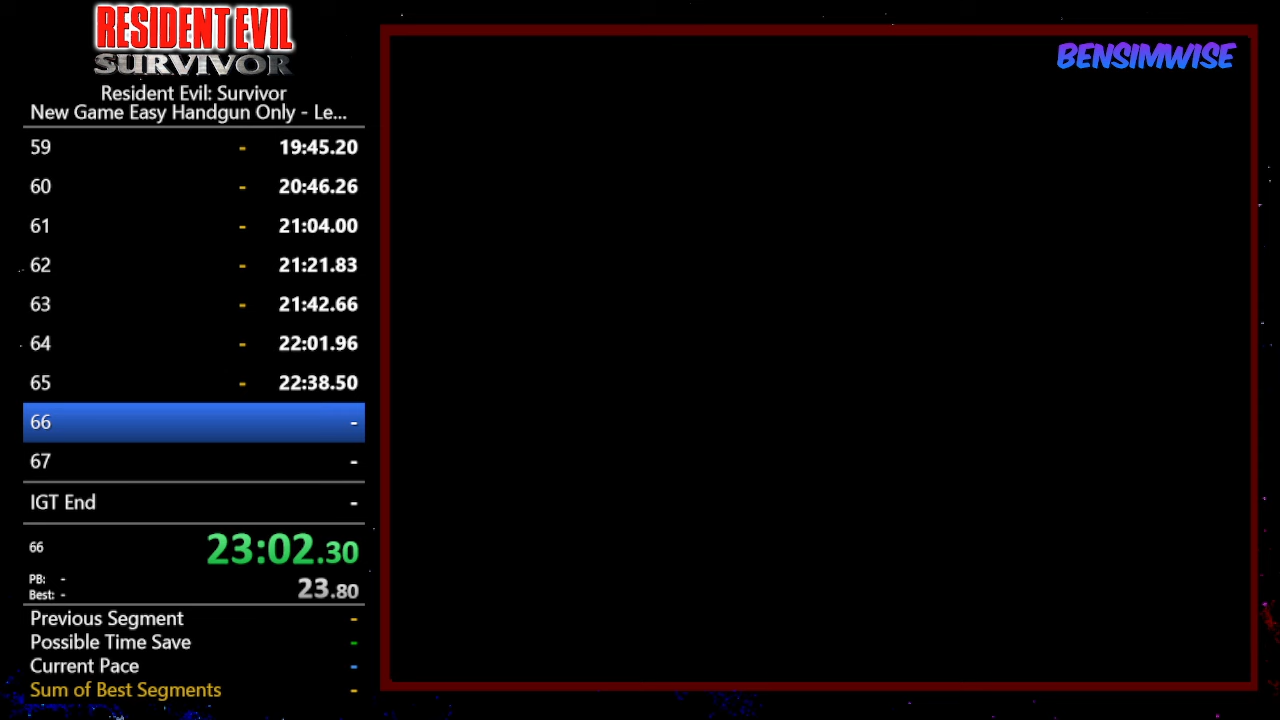 RESIDENT EVIL
SURVIVOR
Resident Evil: Survivor
New Game Easy Handgun Only - Le...
59 - 19:45.20
60 - 20:46.26
61 - 21:04.00
62 - 21:21.83
63 - 21:42.66
64 - 22:01.96
65 - 22:38.50
66 -
67 -
IGT End -
66 23:02.30
PB: -
Best: - 23.80
Previous Segment -
Possible Time Save -
Current Pace -
Sum of Best Segments -
BENSIMWISE